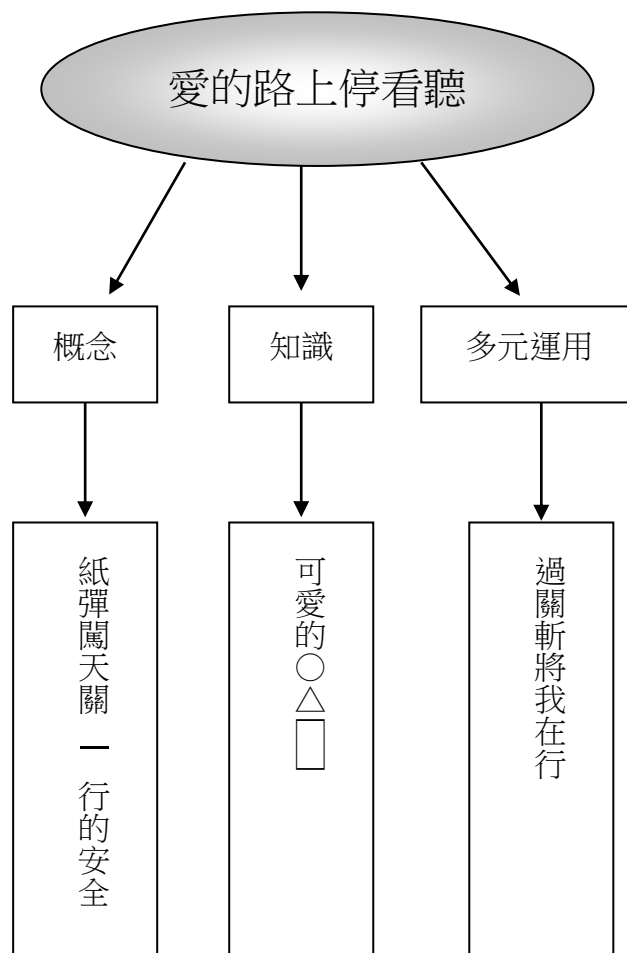 愛的路上停看聽
概念
知識
多元運用
紙彈闖天關 — 行的安全
可愛的○△□
過關斬將我在行